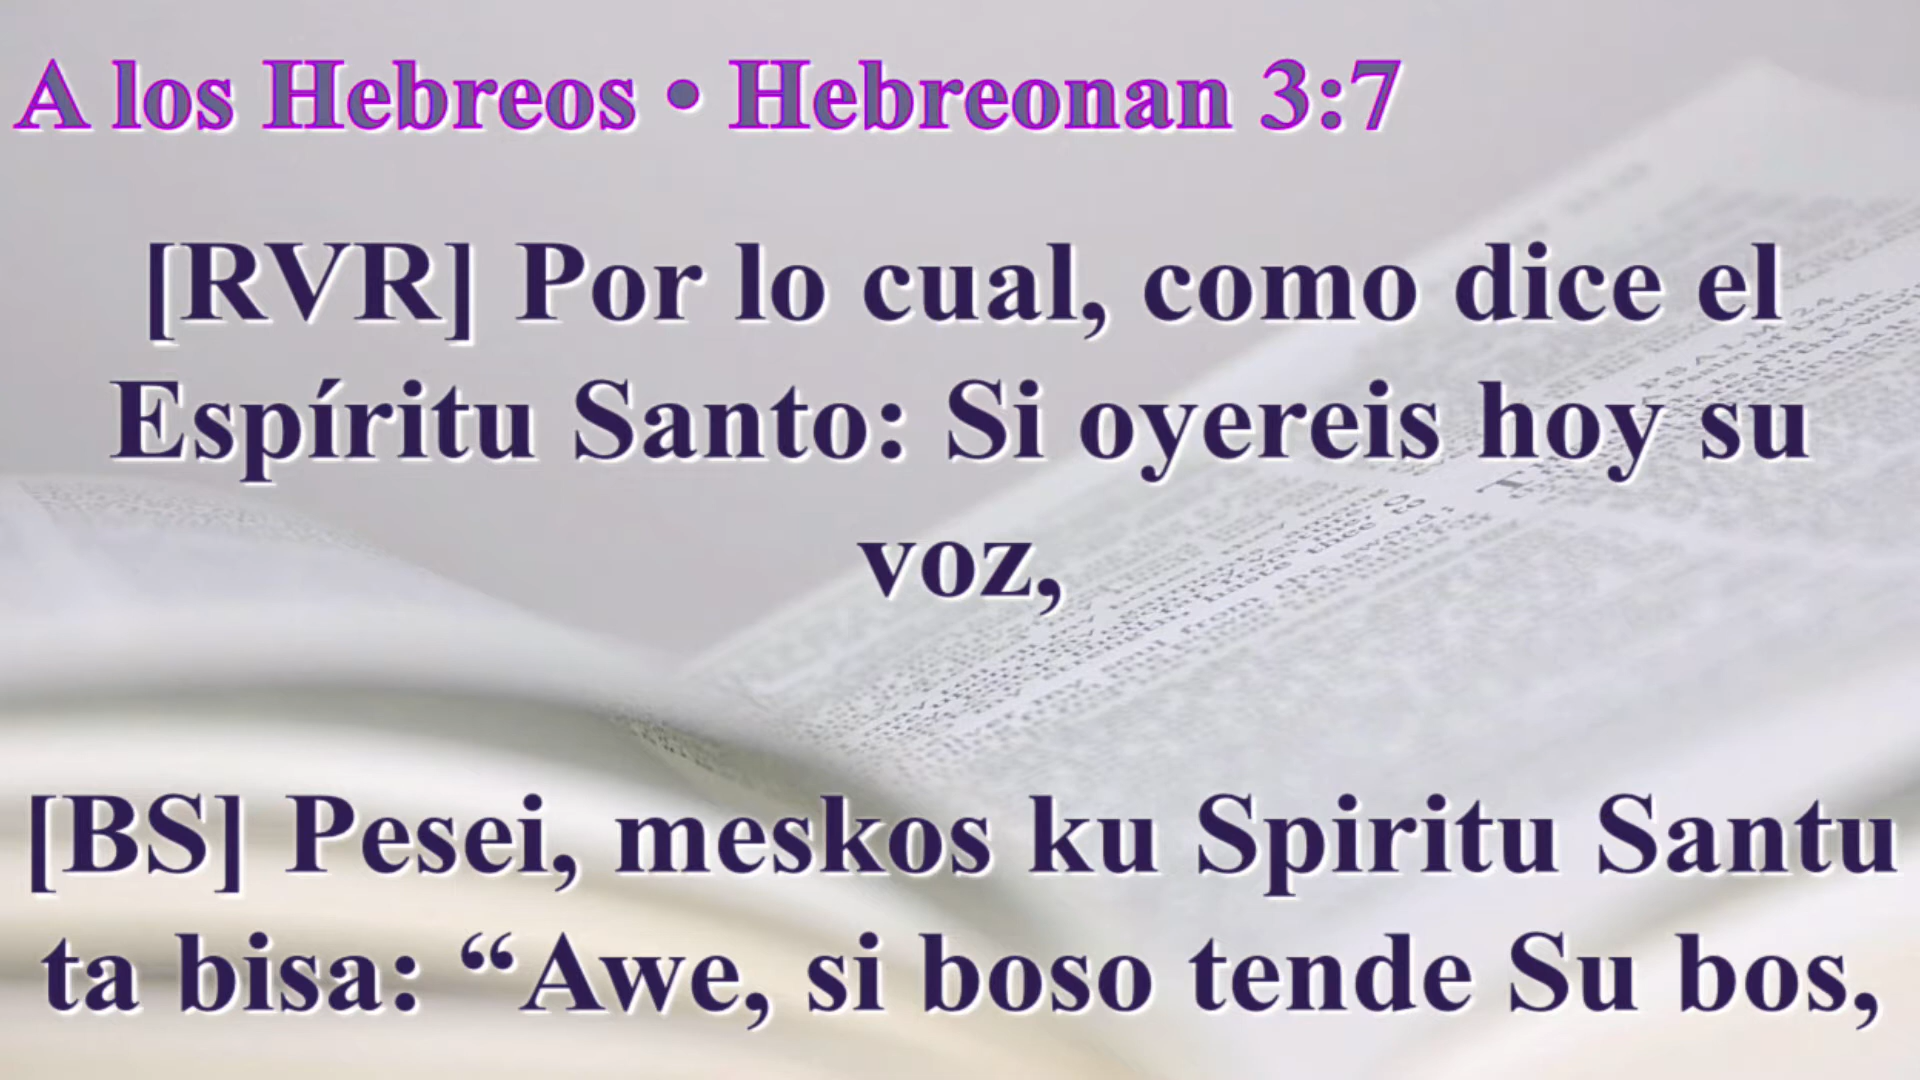 A los Hebreos • Hebreonan 3:7
[RVR] Por lo cual, como dice el
Espíritu Santo: Si oyereis hoy su
voz,
[BS] Pesei, meskos ku Spiritu Santu
ta bisa: “Awe, si boso tende Su bos,